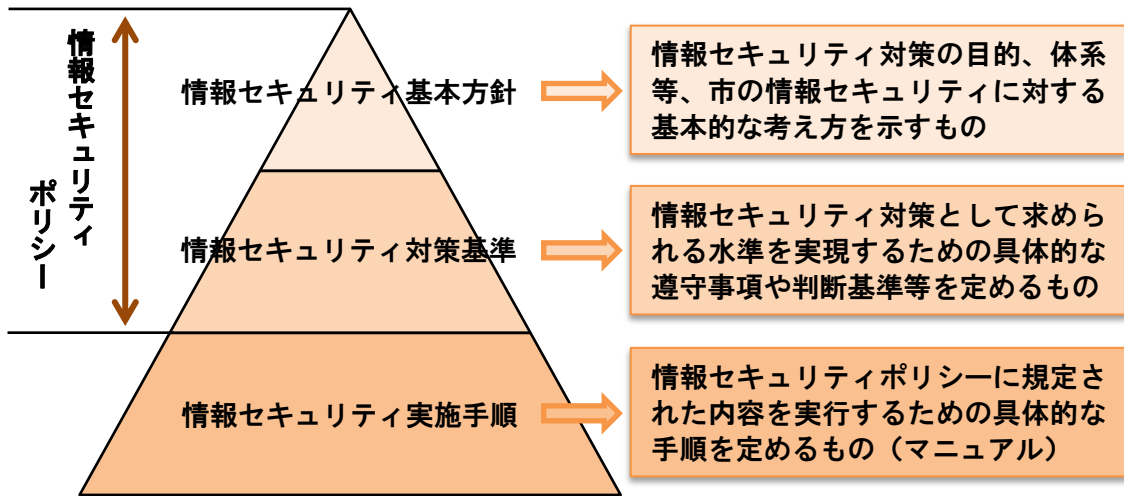 情報セキュリティ
ポリシー
情報セキュリティ基本方針
情報セキュリティ対策の目的、体系
等、市の情報セキュリティに対する
基本的な考え方を示すもの
情報セキュリティ対策基準
情報セキュリティ対策として求めら
れる水準を実現するための具体的な
遵守事項や判断基準等を定めるもの
情報セキュリティ実施手順
情報セキュリティポリシーに規定さ
れた内容を実行するための具体的な
手順を定めるもの（マニュアル）